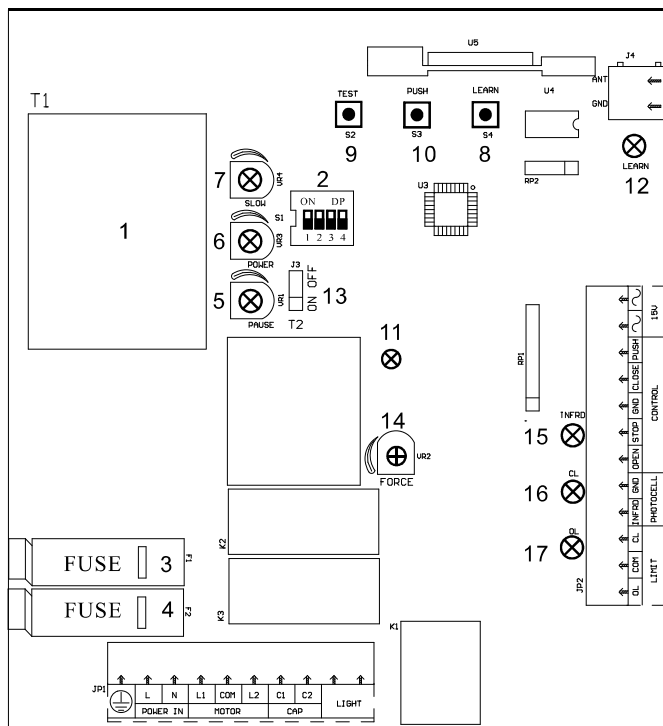 U5
J4
T1
TEST
PUSH
LEARN
U4
ANT
GND
S2
S3
S4
9
10
8
LEARN
12
RP2
U3
7
VR4
SLOW
2
S1
ON DP
1 2 3 4
1
6
VR3
POWER
J3
OFF
ON
13
5
VR1
PAUSE
T2
11
RP1
14
VR2
FORCE
15
INFRD
16
CL
17
OL
15V
PUSH
CLOSE
GND
STOP
OPEN
CONTROL
GND
INFRD
PHOTOCELL
CL
COM
OL
LIMIT
JP2
K2
K3
K1
FUSE 3
F1
FUSE 4
F2
JP1
L N L1 COM L2 C1 C2 LIGHT
POWER IN MOTOR CAP